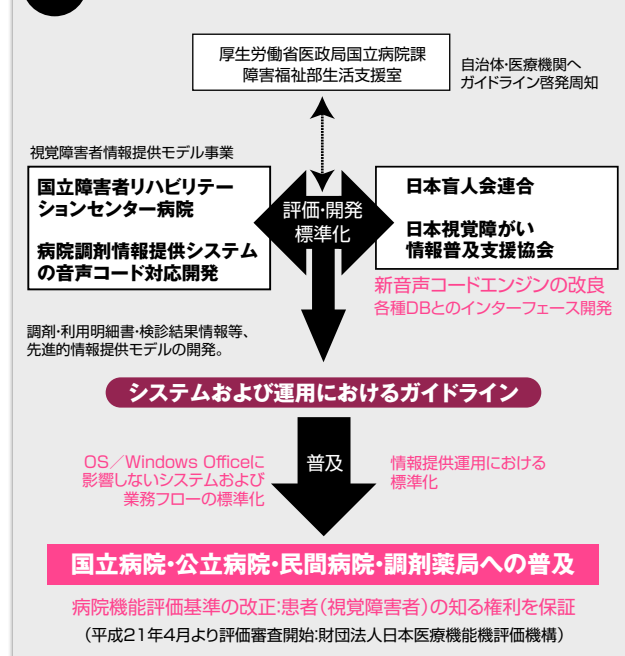 厚生労働省医政局国立病院課
障害福祉部生活支援室
自治体・医療機関へ
ガイドライン啓発周知
視覚障害者情報提供モデル事業
国立障害者リハビリテー
ションセンター病院
病院調剤情報提供システム
の音声コード対応開発
評価・開発
標準化
日本盲人会連合
日本視覚障がい
情報普及支援協会
新音声コードエンジンの改良
各種DBとのインターフェース開発
調剤・利用明細書・検診結果情報等、
先進的情報提供モデルの開発。
システムおよび運用におけるガイドライン
OS／Windows Officeに
影響しないシステムおよび
業務フローの標準化
普及
情報提供運用における
標準化
国立病院・公立病院・民間病院・調剤薬局への普及
病院機能評価基準の改正:患者（視覚障害者）の知る権利を保証
（平成21年4月より評価審査開始:財団法人日本医療機能機評価機構）